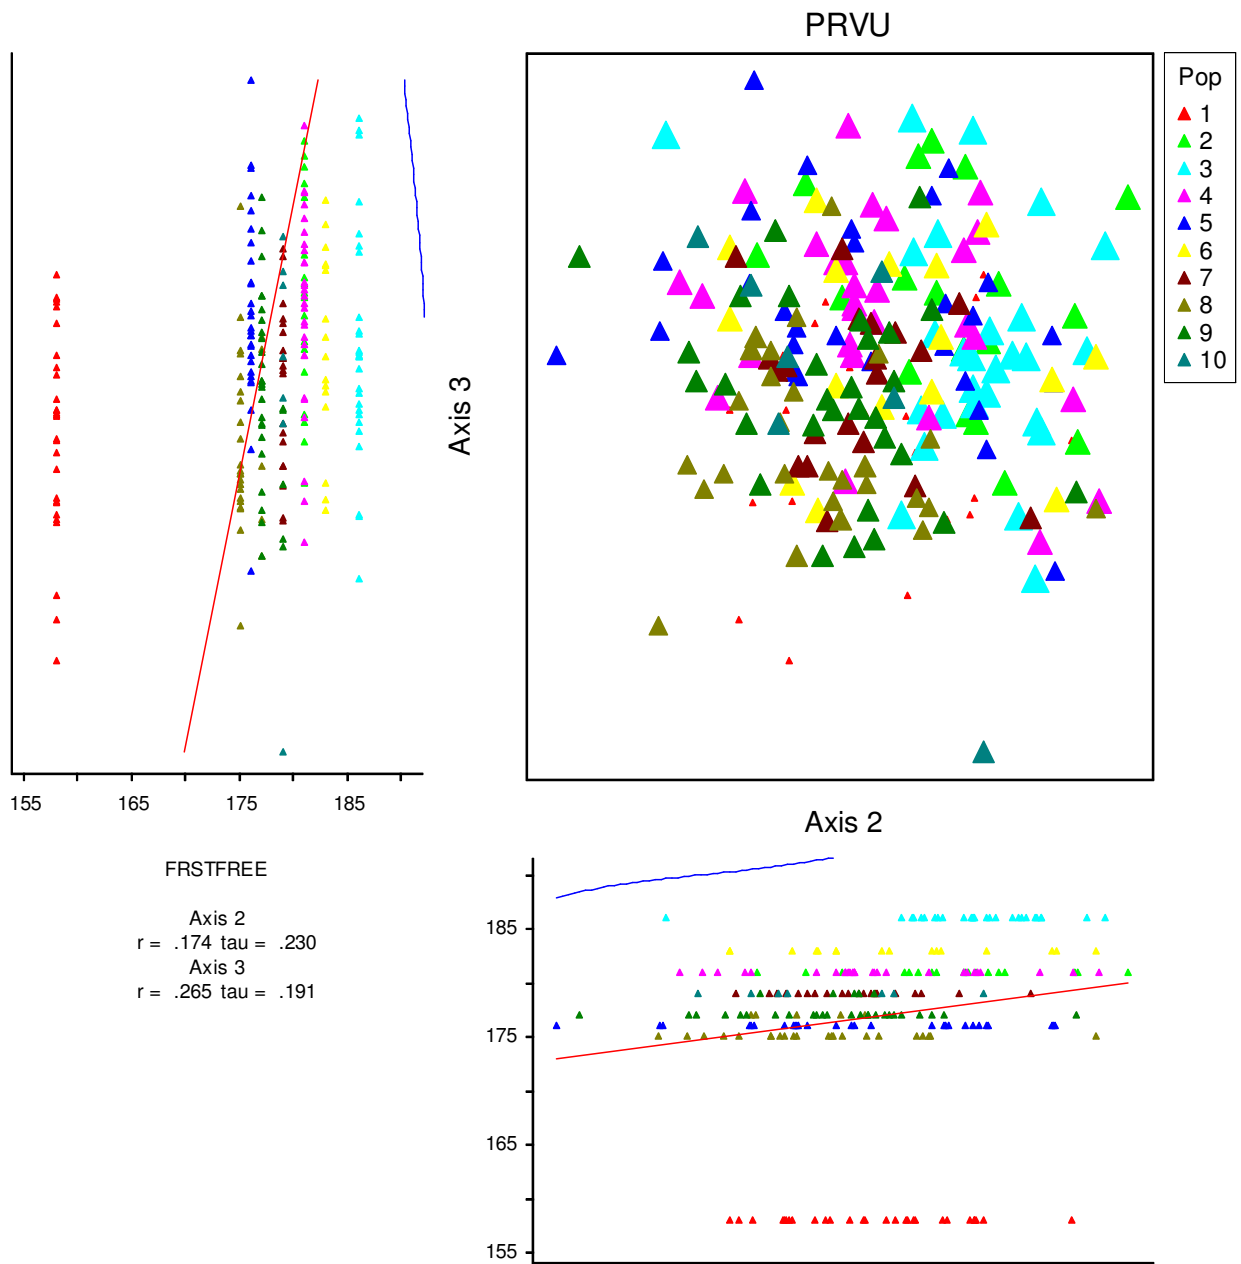 PRVU
Pop
1
2
3
4
5
6
7
8
9
10
Axis 3
155 165 175 185
Axis 2
FRSTFREE
Axis 2
r = .174 tau = .230
Axis 3
r = .265 tau = .191
185
175
165
155